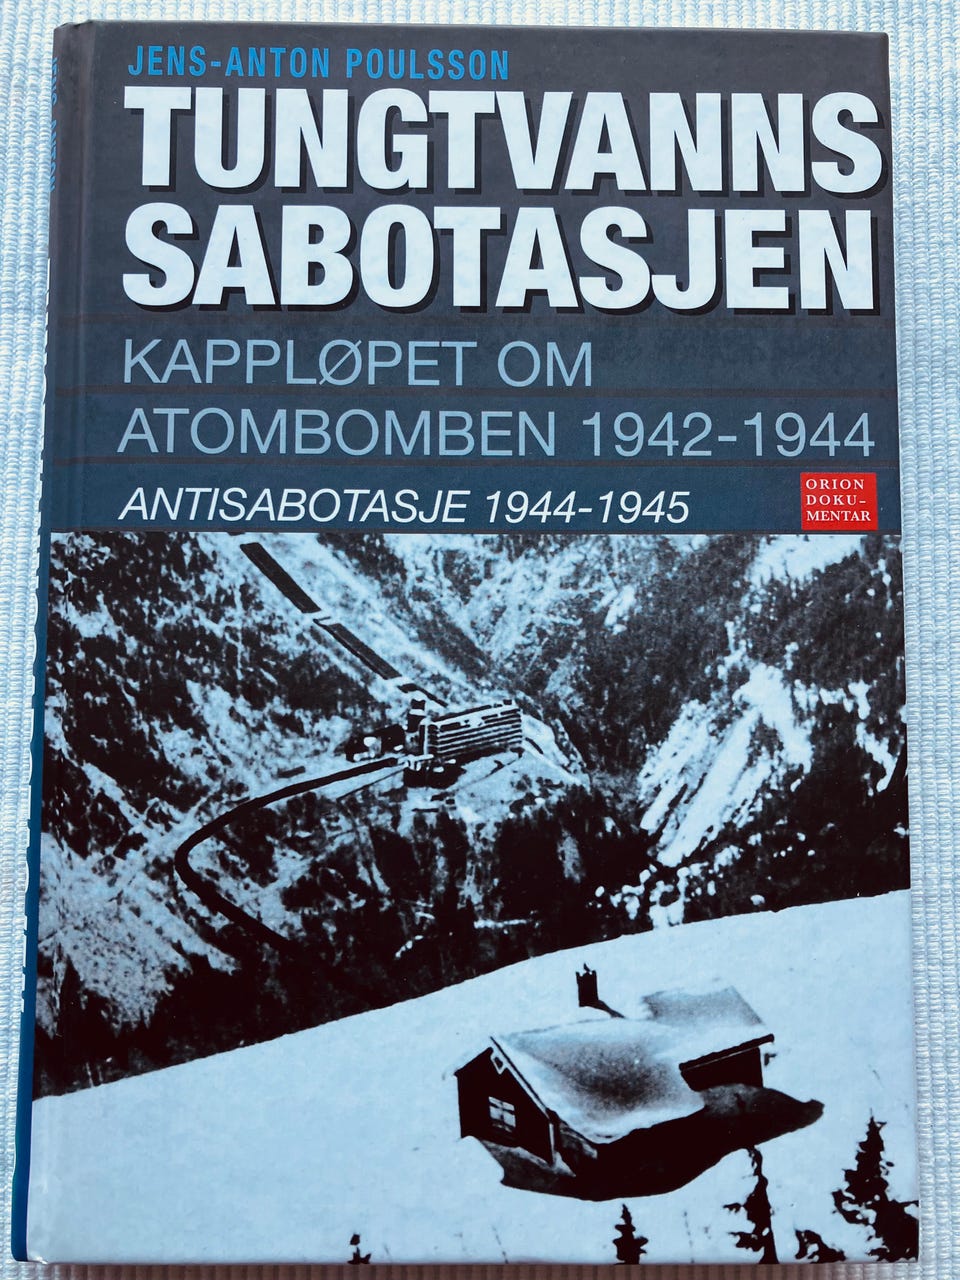 JENS-ANTON POULSSON
TUNGTVANNS
SABOTASJEN
KAPPLØPET OM
ATOMBOMBEN 1942-1944
ANTISABOTASJE 1944-1945
ORION
DOKU-
MENTAR